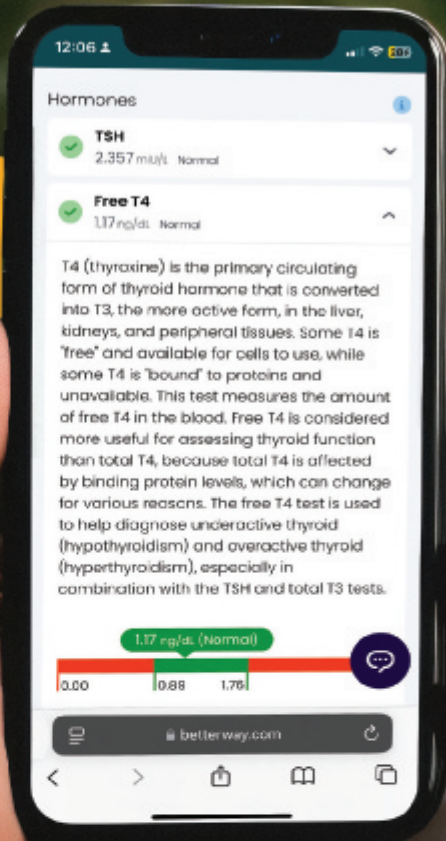 12:06
Hormones
TSH
2.357 mIU/L Normal
Free T4
1.17 ng/dL Normal
T4 (thyroxine) is the primary circulating
form of thyroid hormone that is converted
into T3, the more active form, in the liver,
kidneys, and peripheral tissues. Some T4 is
"free" and available for cells to use, while
some T4 is "bound" to proteins and
unavailable. This test measures the amount
of free T4 in the blood. Free T4 is considered
more useful for assessing thyroid function
than total T4, because total T4 is affected
by binding protein levels, which can change
for various reasons. The free T4 test is used
to help diagnose underactive thyroid
(hypothyroidism) and overactive thyroid
(hyperthyroidism), especially in
combination with the TSH and total T3 tests.
1.17 ng/dL (Normal)
0.00 0.89 1.76
betterway.com